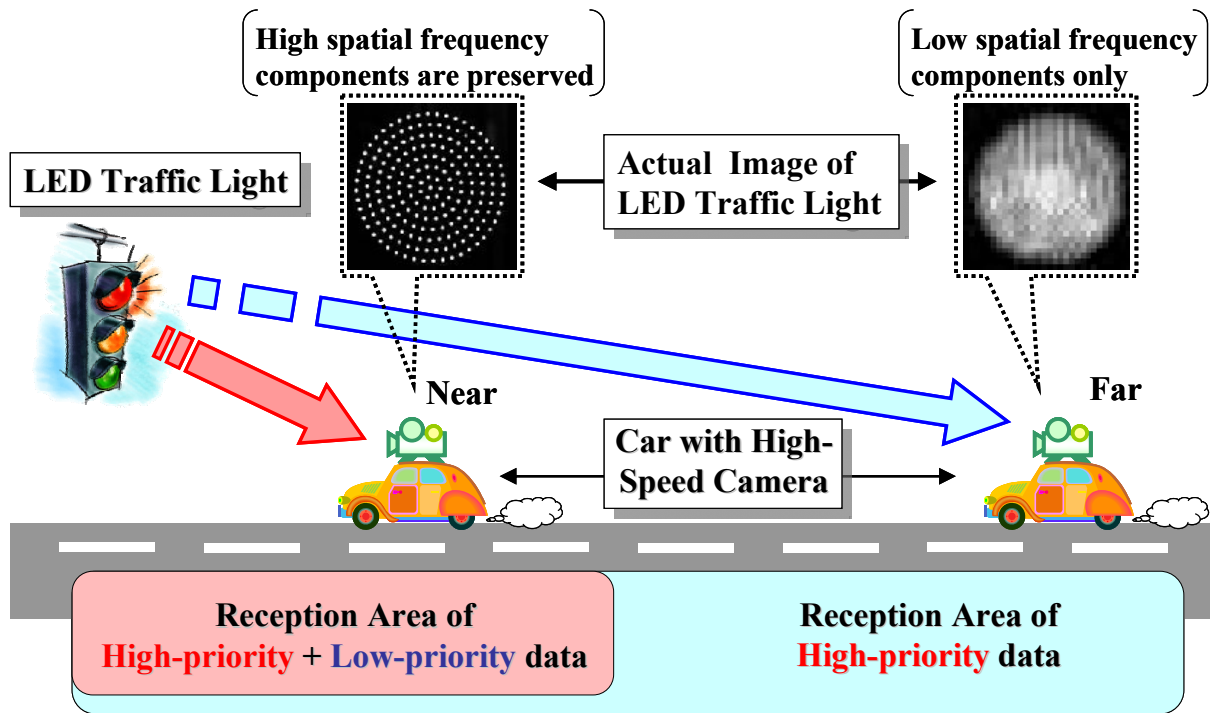 High spatial frequency
components are preserved
Low spatial frequency
components only
LED Traffic Light
Actual Image of
LED Traffic Light
Near
Far
Car with High-
Speed Camera
Reception Area of
High-priority + Low-priority data
Reception Area of
High-priority data